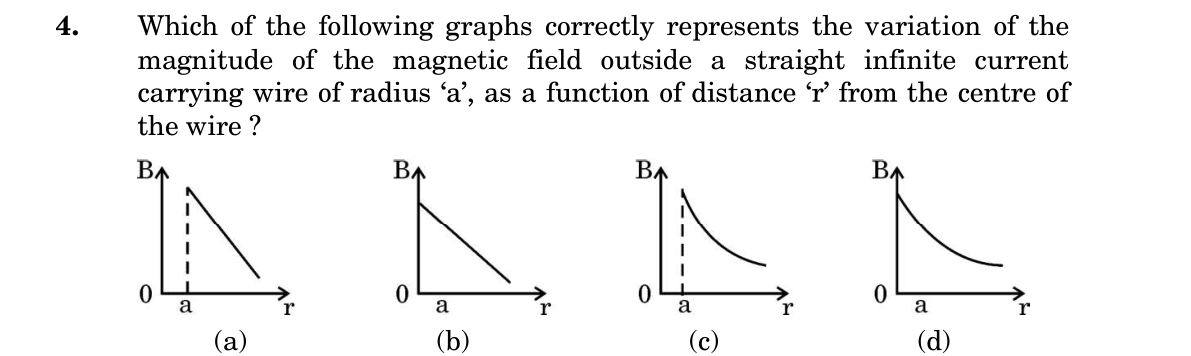 4. Which of the following graphs correctly represents the variation of the
magnitude of the magnetic field outside a straight infinite current
carrying wire of radius ‘a’, as a function of distance ‘r’ from the centre of
the wire ?
B B B B
0 a r 0 a r 0 a r 0 a r
(a) (b) (c) (d)